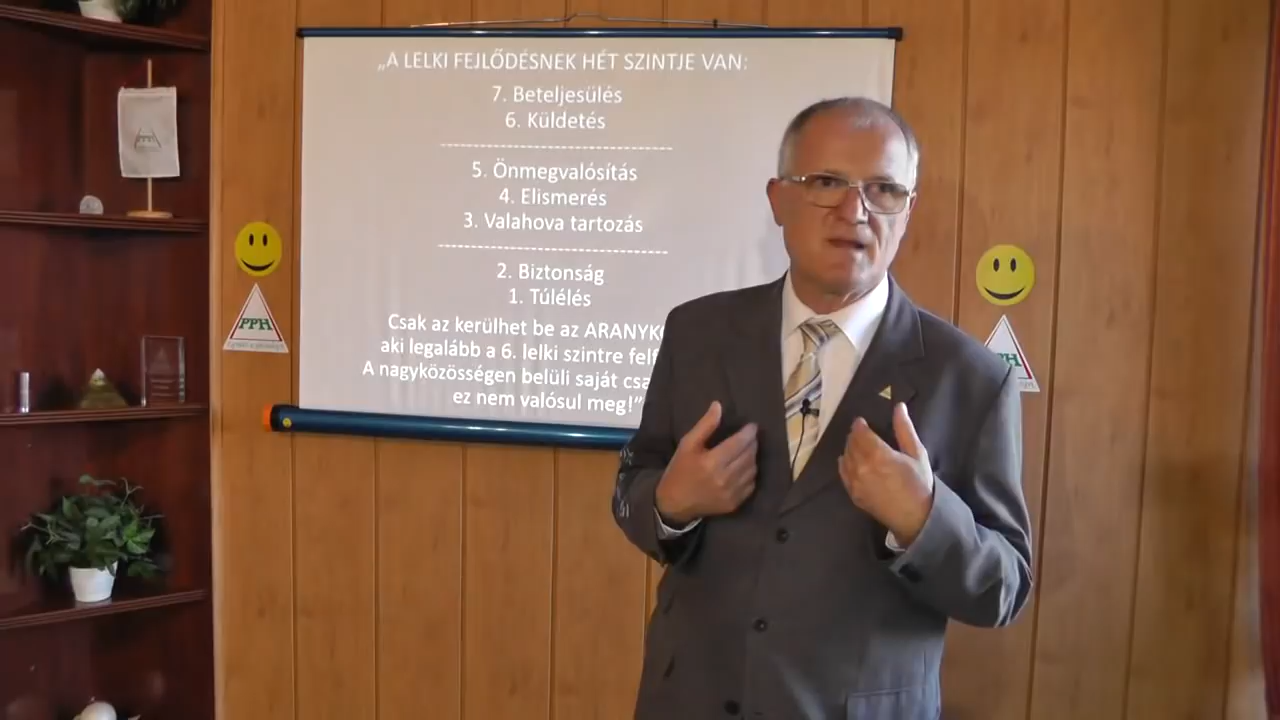 „A LELKI FEJLŐDÉSNEK HÉT SZINTJE VAN:
7. Beteljesülés
6. Küldetés
5. Önmegvalósítás
4. Elismerés
3. Valahova tartozás
2. Biztonság
1. Túlélés
Csak az kerülhet be az
aki legalább a 6. lelki szintre
A nagyközösségen belüli saját
ez nem valósul meg!”
PPH